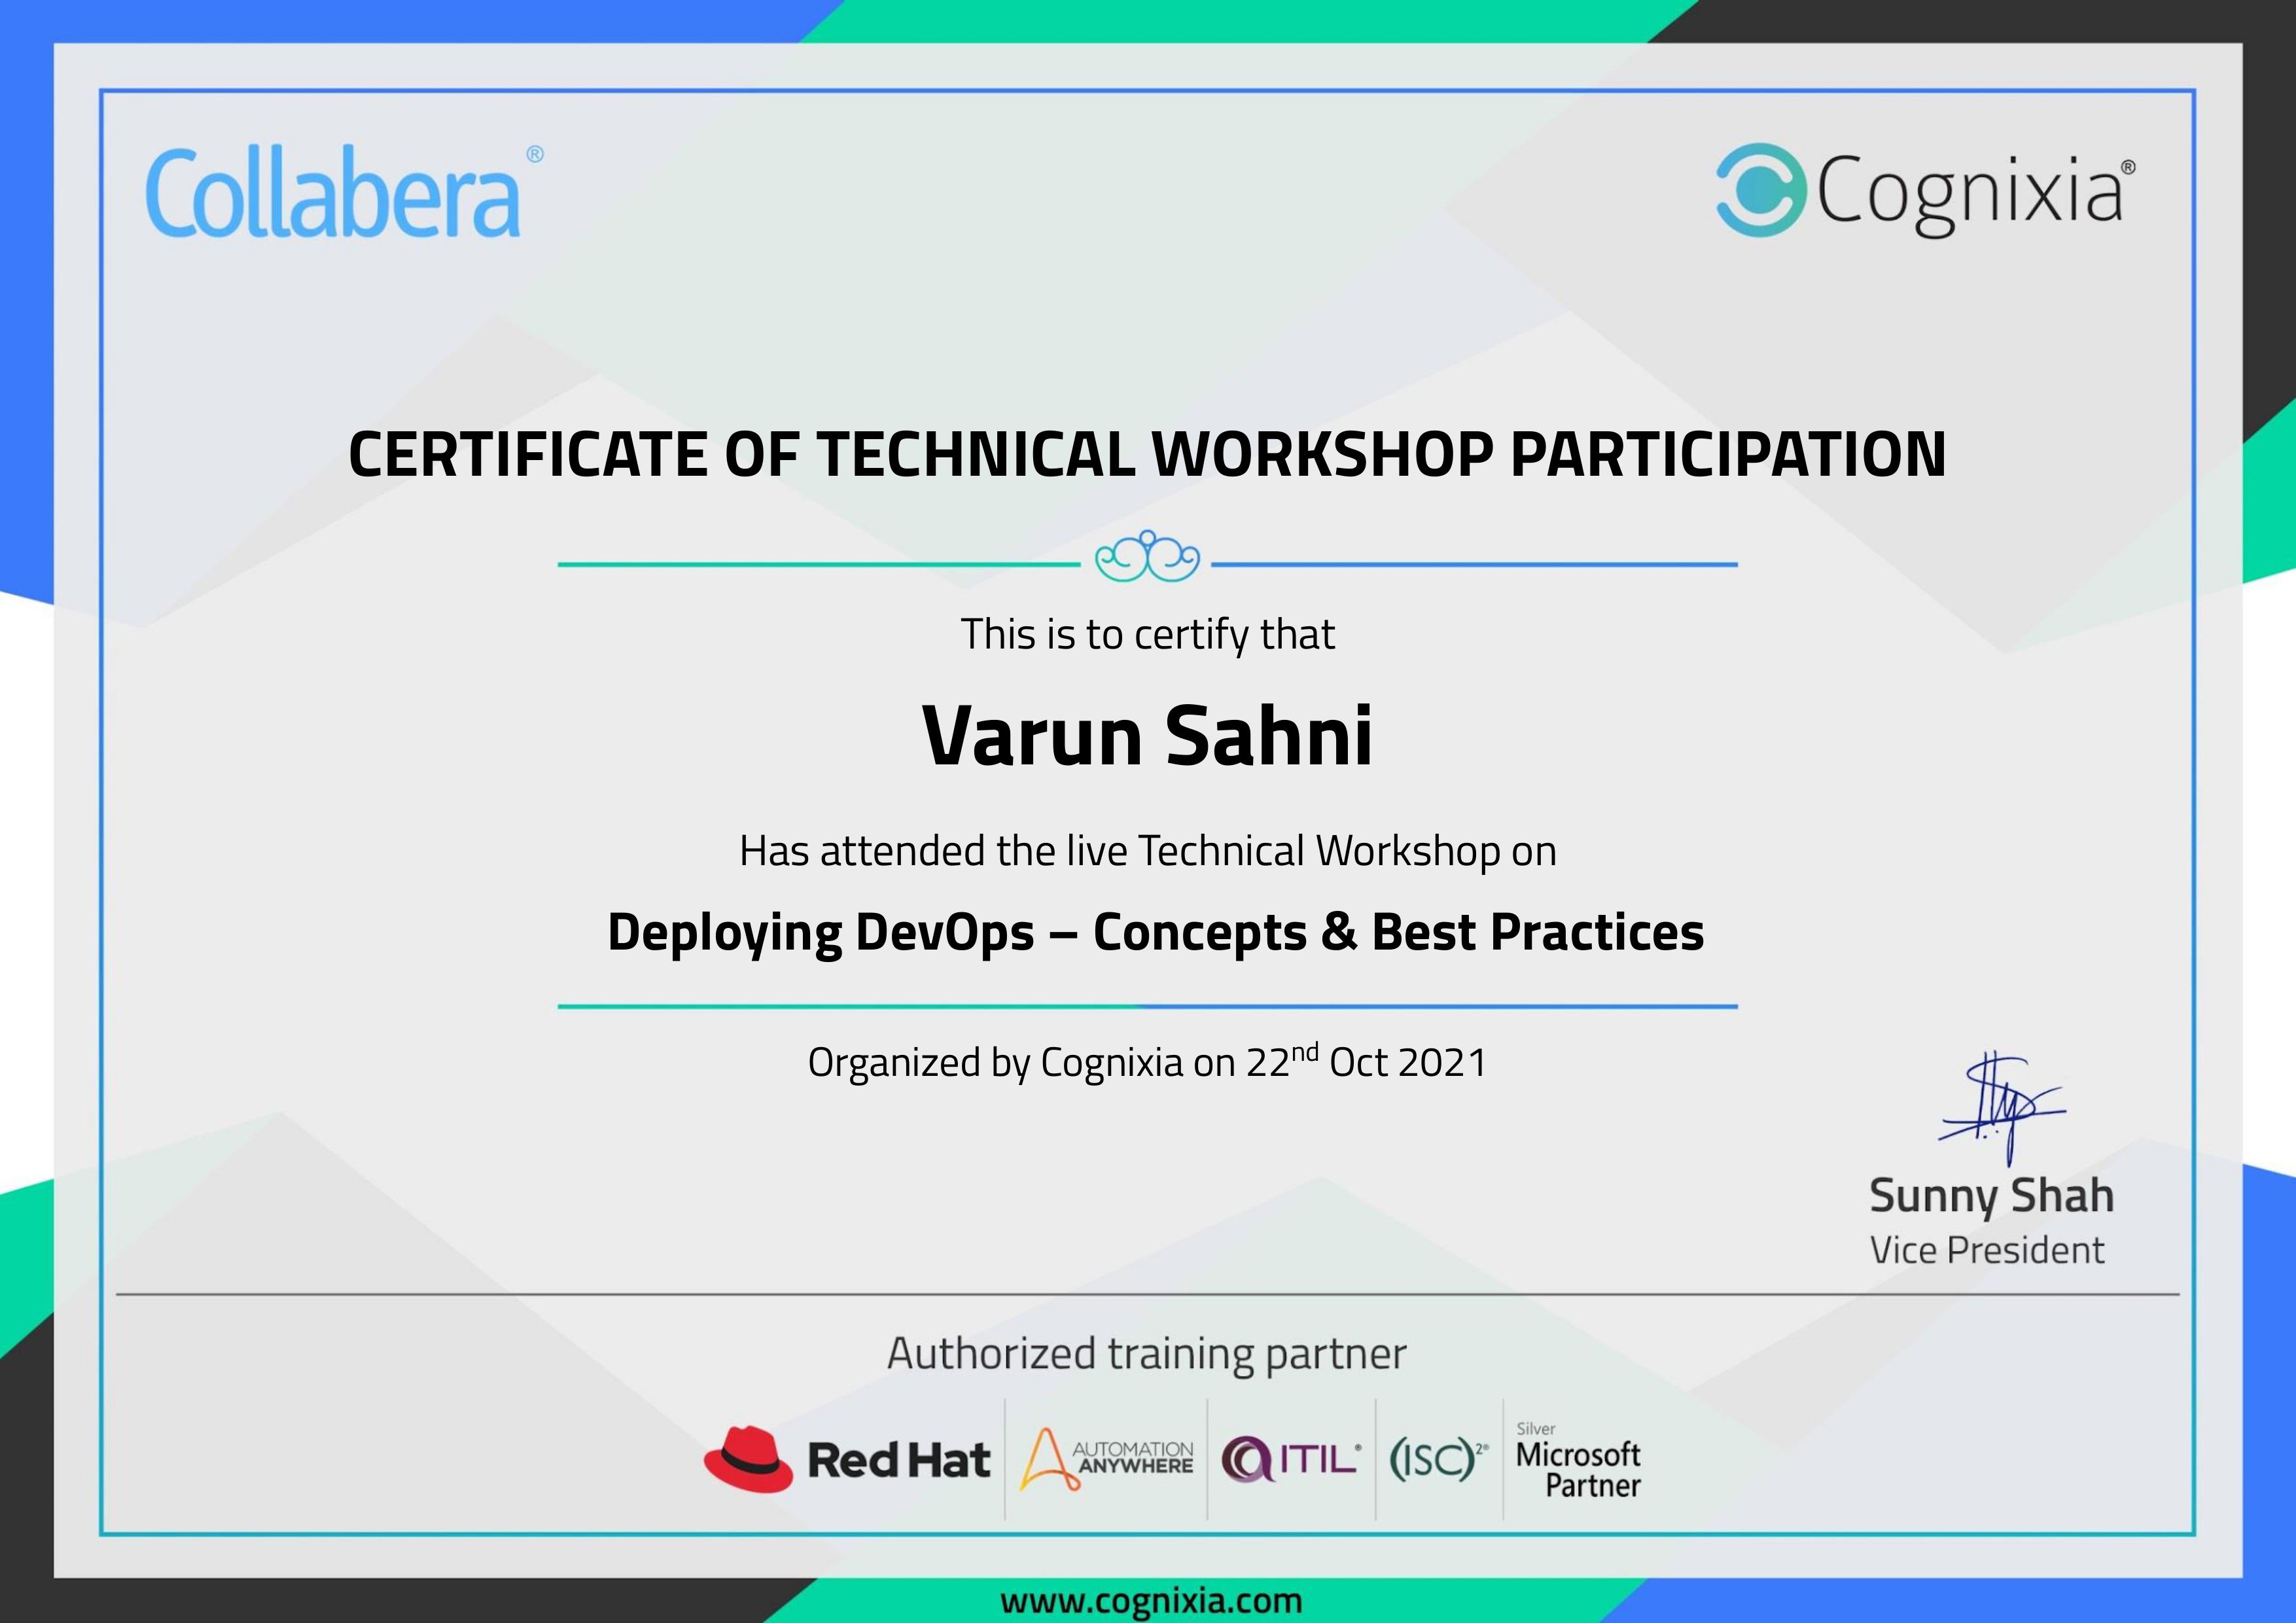 Collabera®
Cognixia®
CERTIFICATE OF TECHNICAL WORKSHOP PARTICIPATION
This is to certify that
Varun Sahni
Has attended the live Technical Workshop on
Deploying DevOps – Concepts & Best Practices
Organized by Cognixia on 22nd Oct 2021
Sunny Shah
Vice President
Authorized training partner
Red Hat
AUTOMATION
ANYWHERE
ITIL®
(ISC)2®
Silver
Microsoft
Partner
www.cognixia.com